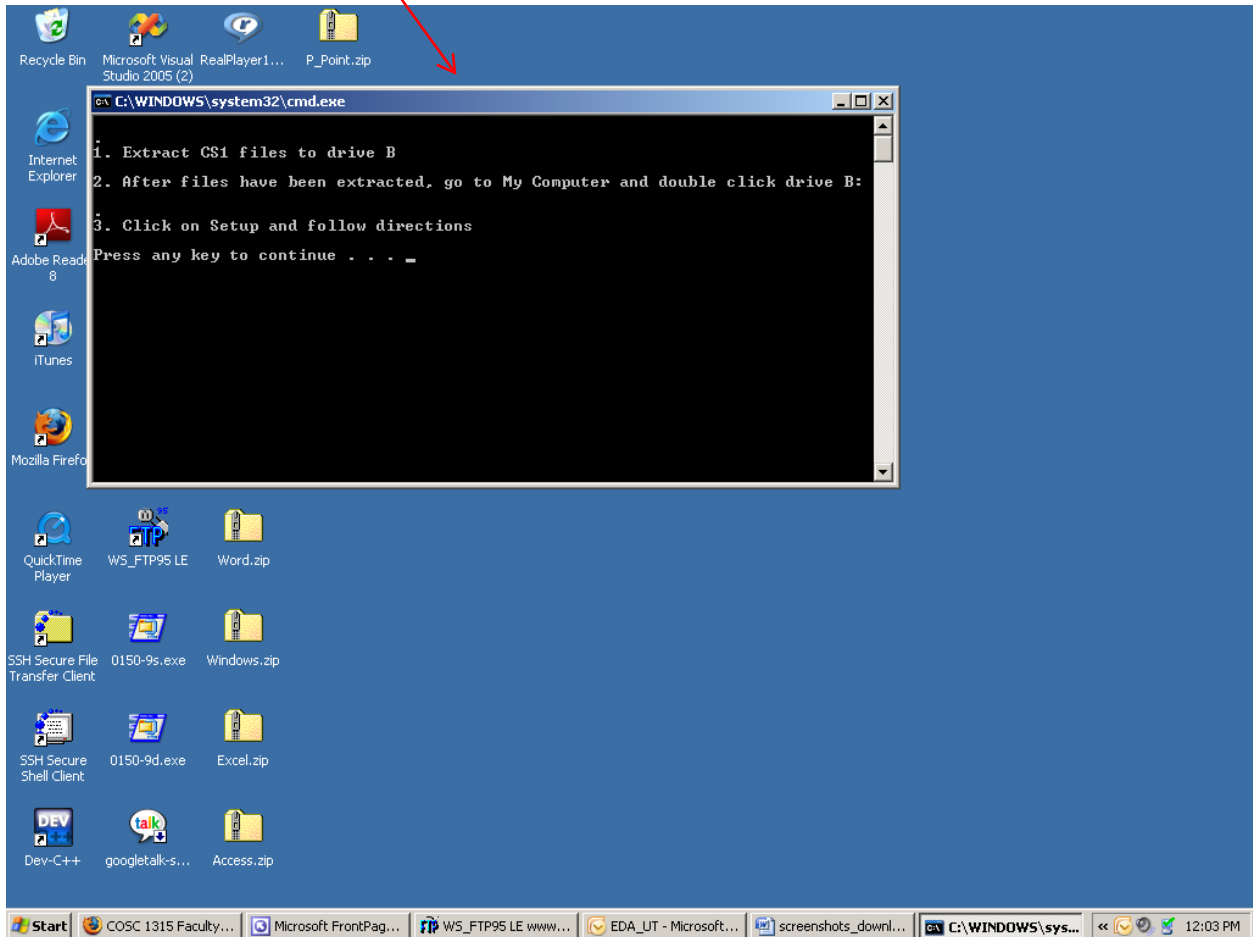 Recycle Bin
Microsoft Visual
Studio 2005 (2)
RealPlayer1...
P_Point.zip
C:\WINDOWS\system32\cmd.exe
.
1. Extract CS1 files to drive B
2. After files have been extracted, go to My Computer and double click drive B:
.
3. Click on Setup and follow directions
Press any key to continue . . . _
Internet
Explorer
Adobe Reade
8
iTunes
Mozilla Firefo
QuickTime
Player
WS_FTP95 LE
Word.zip
SSH Secure File
Transfer Client
0150-9s.exe
Windows.zip
SSH Secure
Shell Client
0150-9d.exe
Excel.zip
DEV
Dev-C++
talk
googletalk-s...
Access.zip
Start
COSC 1315 Faculty...
Microsoft FrontPag...
WS_FTP95 LE www...
EDA_UT - Microsoft...
screenshots_downl...
C:\WINDOWS\sys...
«
12:03 PM